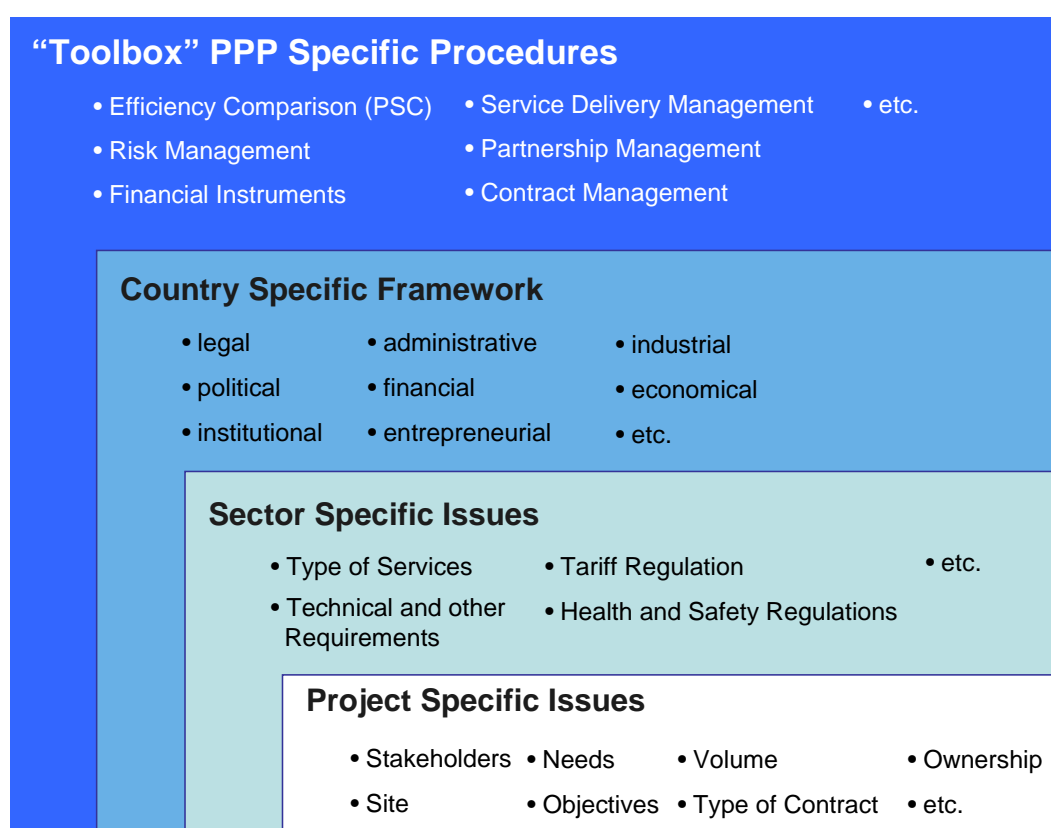 “Toolbox” PPP Specific Procedures
• Efficiency Comparison (PSC) • Service Delivery Management • etc.
• Risk Management • Partnership Management
• Financial Instruments • Contract Management
Country Specific Framework
• legal • administrative • industrial
• political • financial • economical
• institutional • entrepreneurial • etc.
Sector Specific Issues
• Type of Services • Tariff Regulation • etc.
• Technical and other • Health and Safety Regulations
Requirements
Project Specific Issues
• Stakeholders • Needs • Volume • Ownership
• Site • Objectives • Type of Contract • etc.